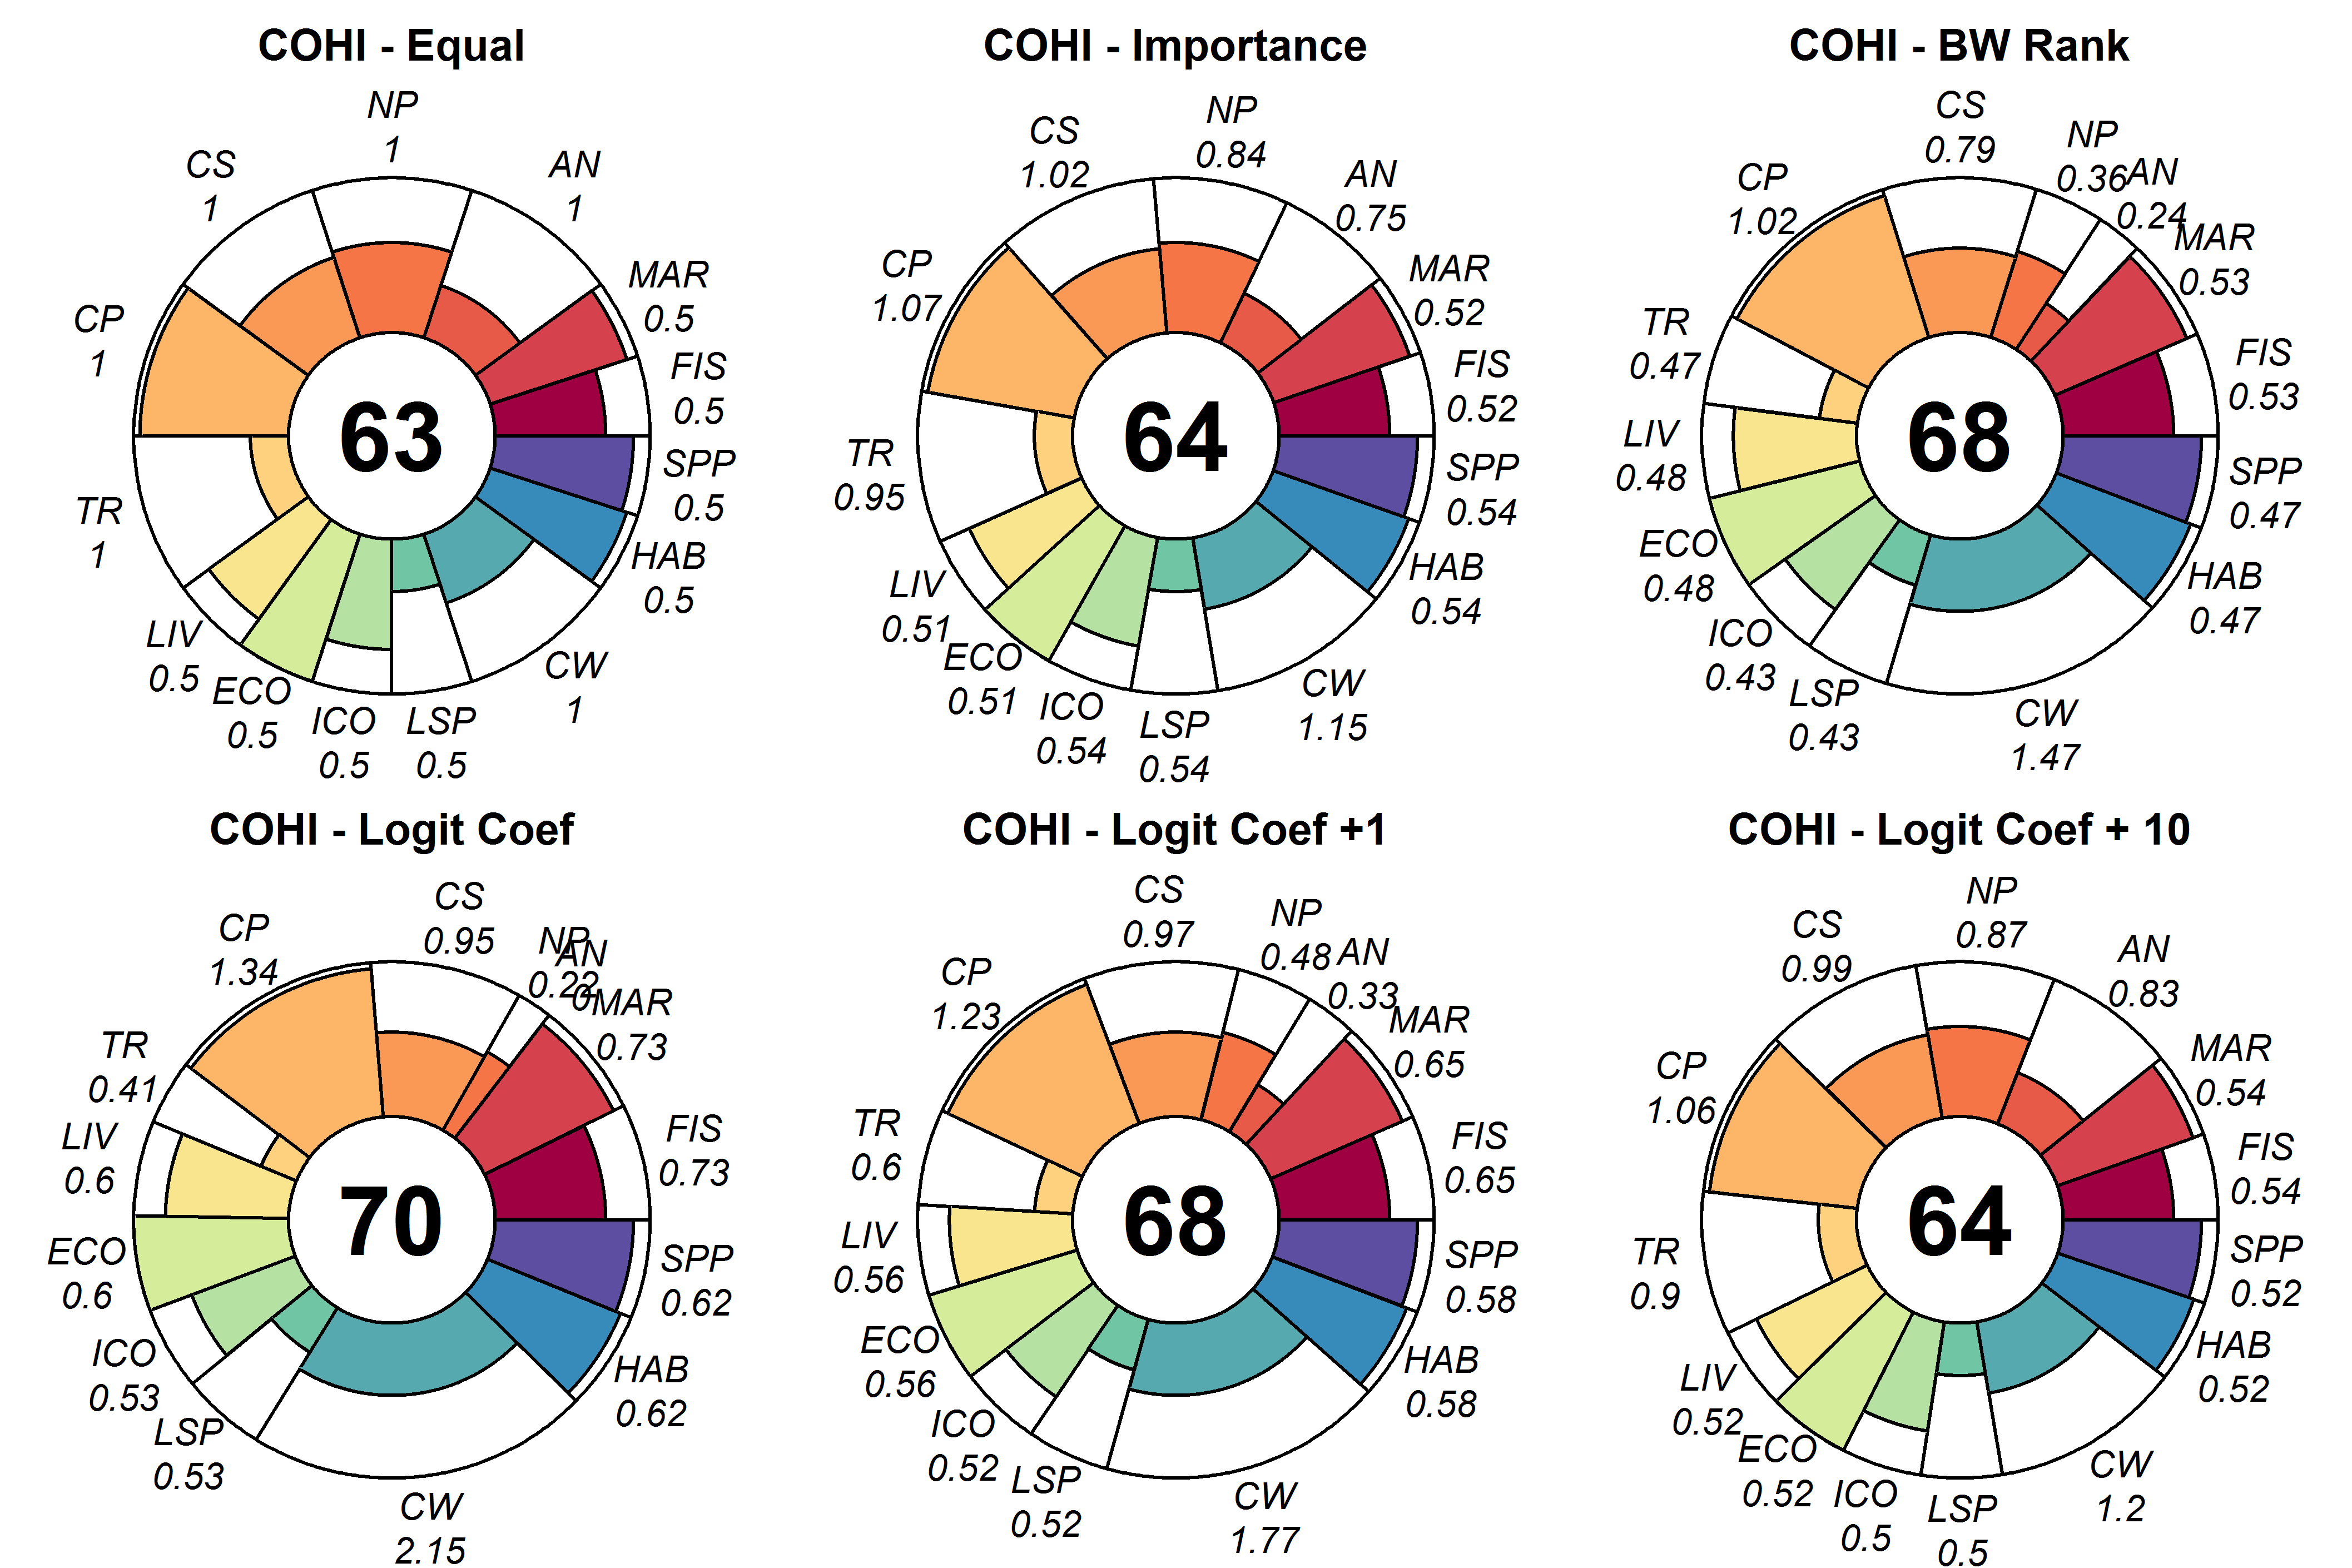 COHI - Equal
NP
1
AN
1
MAR
0.5
FIS
0.5
SPP
0.5
HAB
0.5
CW
1
LSP
0.5
ICO
0.5
ECO
0.5
LIV
0.5
TR
1
CP
1
CS
1
63
COHI - Importance
NP
0.84
AN
0.75
MAR
0.52
FIS
0.52
SPP
0.54
HAB
0.54
CW
1.15
LSP
0.54
ICO
0.54
ECO
0.51
LIV
0.51
TR
0.95
CP
1.07
CS
1.02
64
COHI - BW Rank
CS
0.79
NP
0.36
AN
0.24
MAR
0.53
FIS
0.53
SPP
0.47
HAB
0.47
CW
1.47
LSP
0.43
ICO
0.43
ECO
0.48
LIV
0.48
TR
0.47
CP
1.02
68
COHI - Logit Coef
CS
0.95
NP
0.22
AN
0
MAR
0.73
FIS
0.73
SPP
0.62
HAB
0.62
CW
2.15
LSP
0.53
ICO
0.53
ECO
0.6
LIV
0.6
TR
0.41
CP
1.34
70
COHI - Logit Coef +1
CS
0.97
NP
0.48
AN
0.33
MAR
0.65
FIS
0.65
SPP
0.58
HAB
0.58
CW
1.77
LSP
0.52
ICO
0.52
ECO
0.56
LIV
0.56
TR
0.6
CP
1.23
68
COHI - Logit Coef + 10
NP
0.87
AN
0.83
MAR
0.54
FIS
0.54
SPP
0.52
HAB
0.52
CW
1.2
LSP
0.5
ICO
0.5
ECO
0.52
LIV
0.52
TR
0.9
CP
1.06
CS
0.99
64